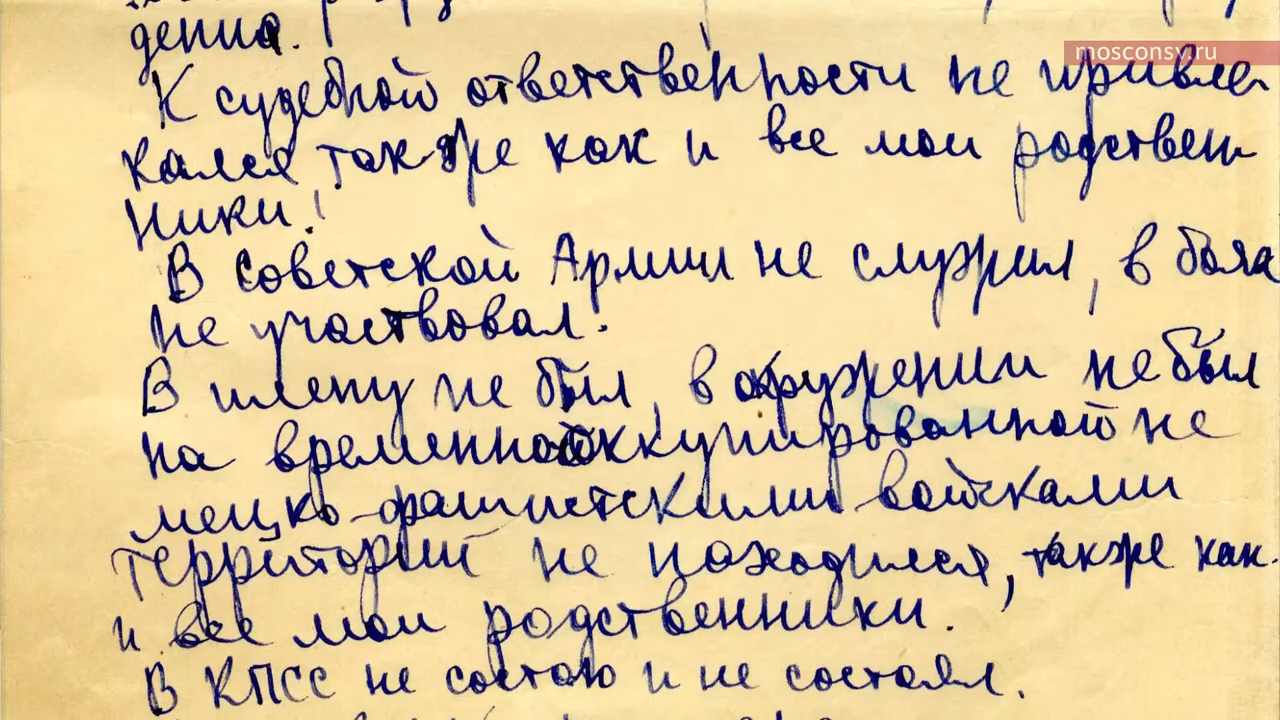 дения.
mosconsv.ru
К судебной ответственности не привле-
кался, так же как и все мои родствен
ники.
В Советской Армии не служил, в боях
не участвовал.
В плену не был, в окружении не был
на временно оккупированной не
мецко-фашистскими войсками
территории не находился, также как
и все мои родственники.
В КПСС не состою и не состоял.